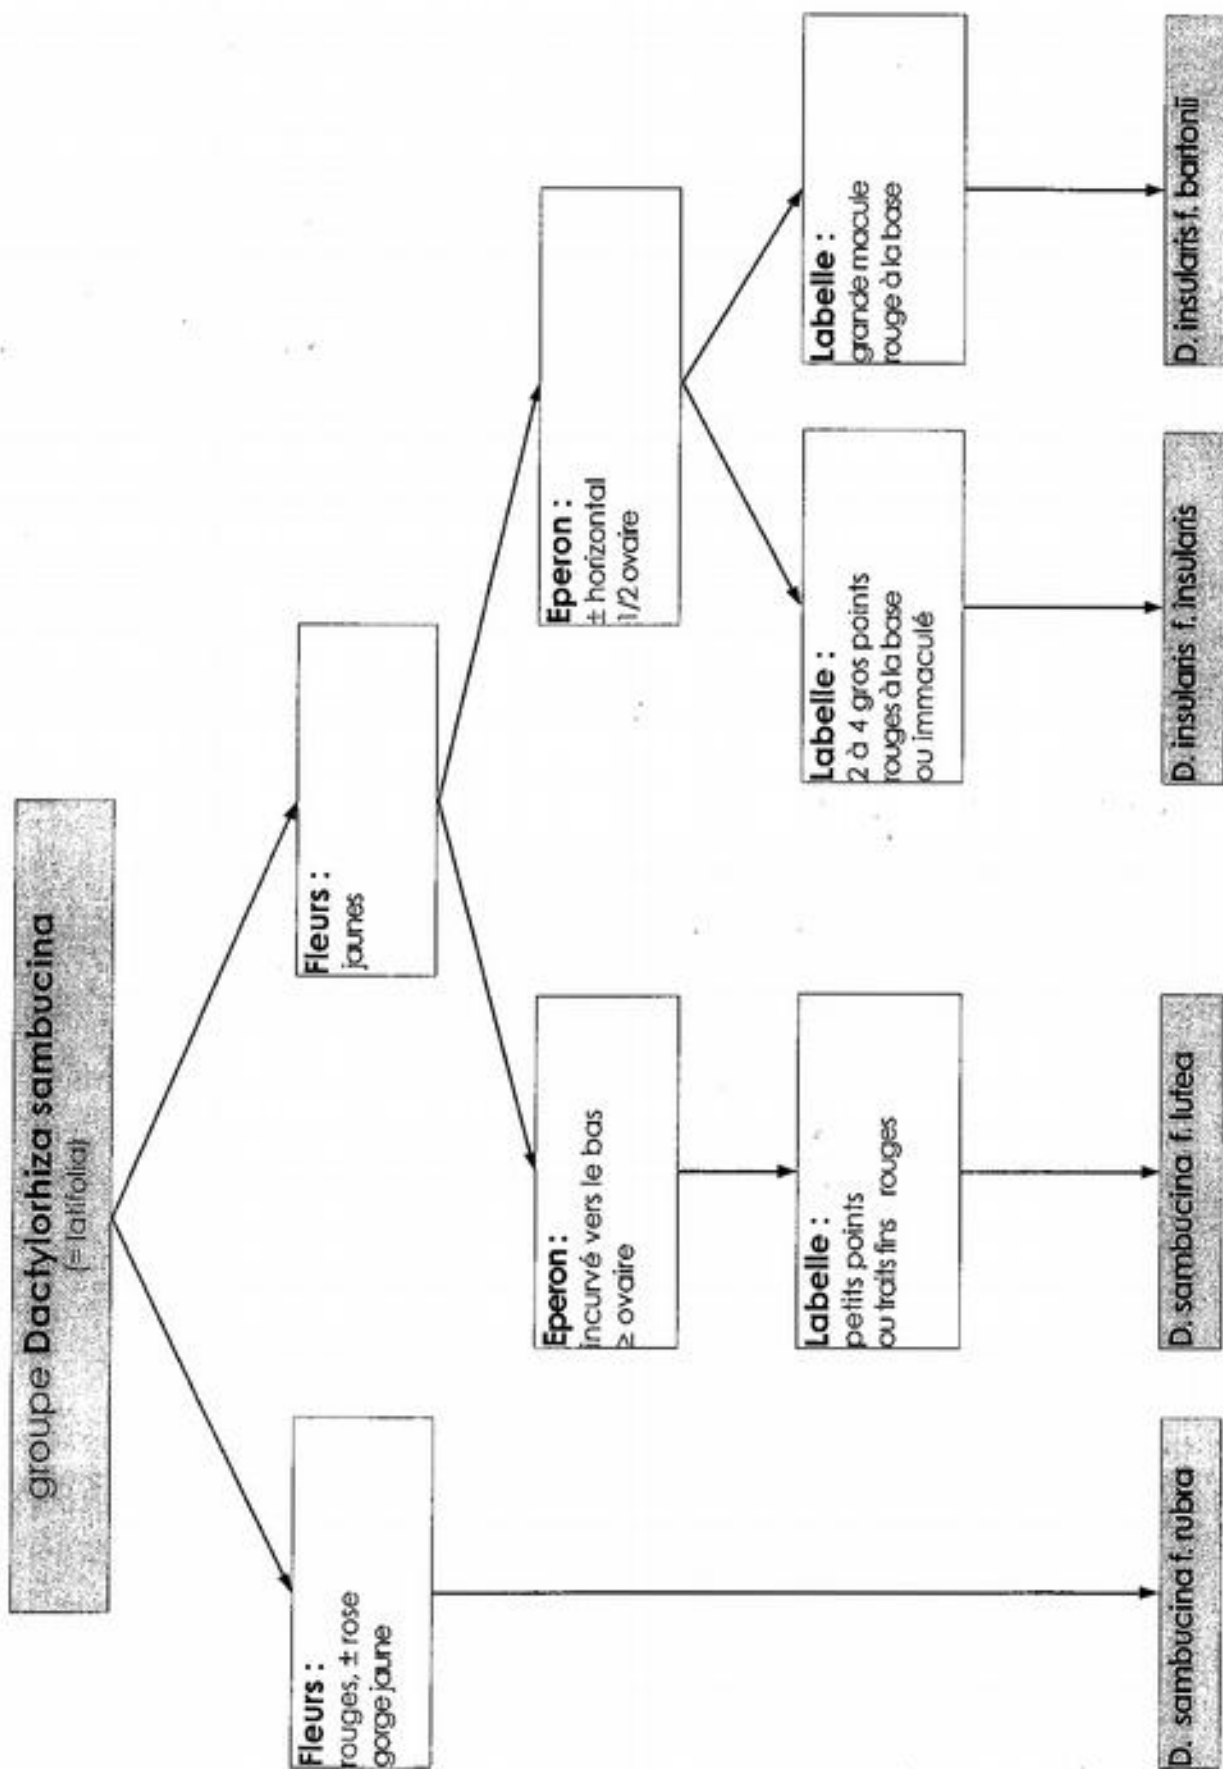 groupe Dactylorhiza sambucina
(= latifolia)
Fleurs :
rouges, ± rose
gorge jaune
Fleurs :
jaunes
Eperon :
incurvé vers le bas
≥ ovaire
Eperon :
± horizontal
1/2 ovaire
Labelle :
petits points
ou traits fins rouges
Labelle :
2 à 4 gros points
rouges à la base
ou immaculé
Labelle :
grande macule
rouge à la base
D. sambucina f. rubra
D. sambucina f. lutea
D. insularis f. insularis
D. insularis f. bartonii